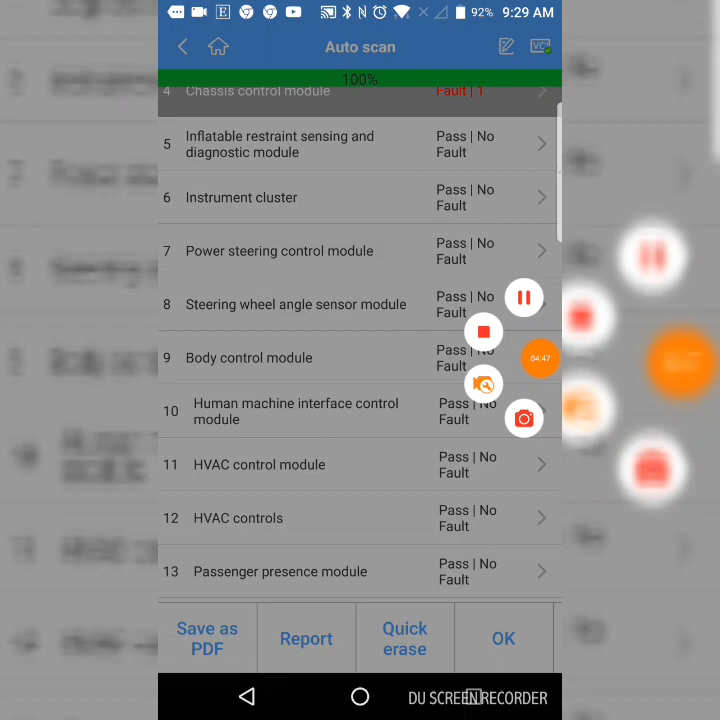 92% 9:29 AM
Auto scan
VC
100%
4 Chassis control module Fault | 1
5 Inflatable restraint sensing and diagnostic module Pass | No Fault
6 Instrument cluster Pass | No Fault
7 Power steering control module Pass | No Fault
8 Steering wheel angle sensor module Pass | No Fault
9 Body control module Pass | No Fault
10 Human machine interface control module Pass | No Fault
11 HVAC control module Pass | No Fault
12 HVAC controls Pass | No Fault
13 Passenger presence module Pass | No Fault
04:47
Save as PDF
Report
Quick erase
OK
DU SCREEN RECORDER